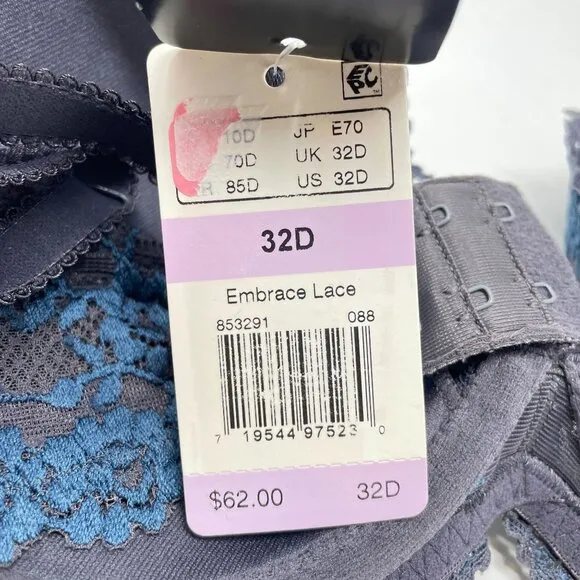 EPC
10D JP E70
70D UK 32D
85D US 32D
32D
Embrace Lace
853291 088
7 19544 97523 0
$62.00 32D